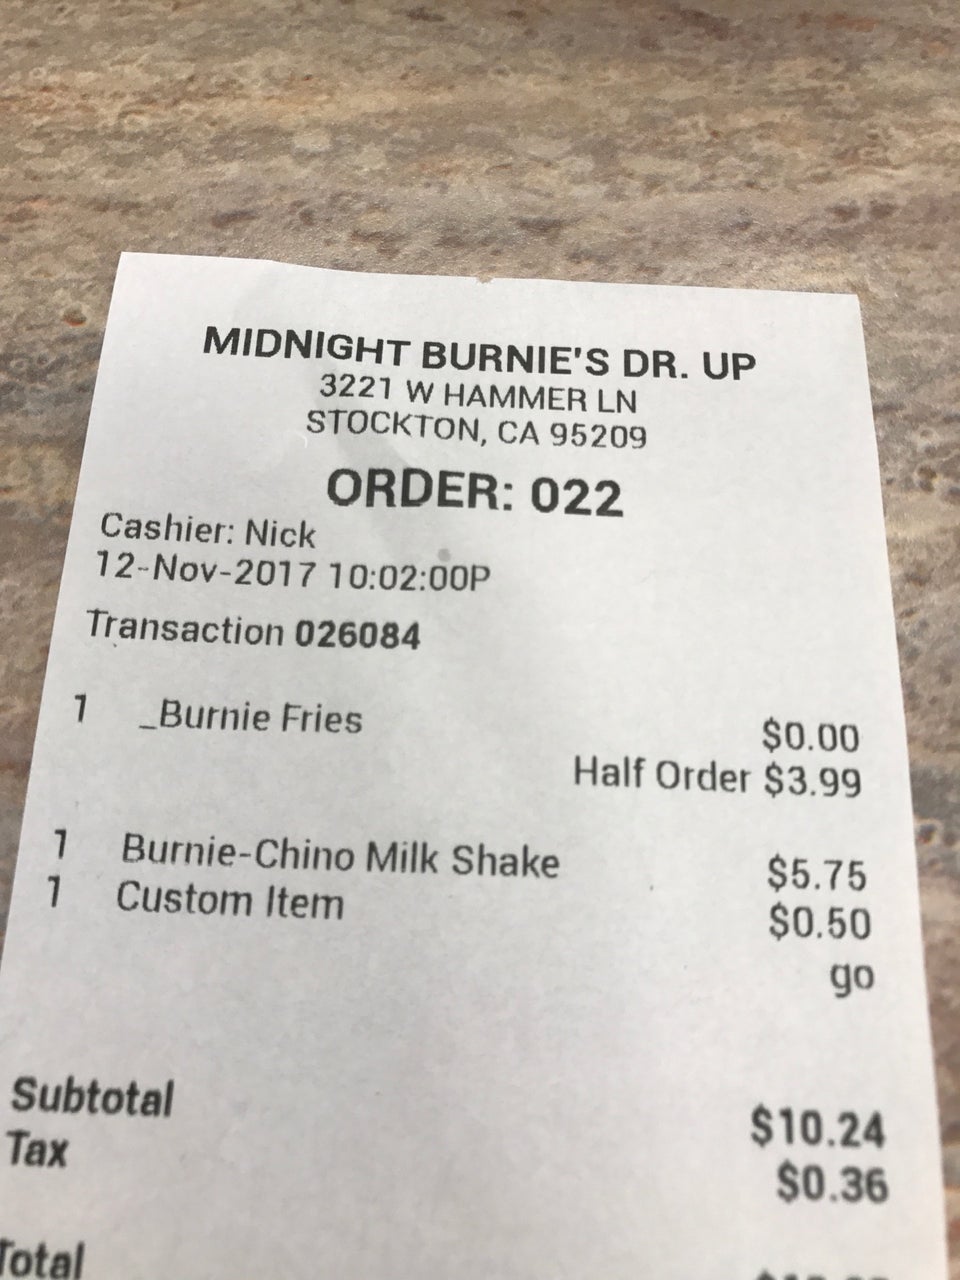 MIDNIGHT BURNIE'S DR. UP
3221 W HAMMER LN
STOCKTON, CA 95209
ORDER: 022
Cashier: Nick
12-Nov-2017 10:02:00P
Transaction 026084
1 _Burnie Fries $0.00
Half Order $3.99
1 Burnie-Chino Milk Shake $5.75
1 Custom Item $0.50
go
Subtotal $10.24
Tax $0.36
Total